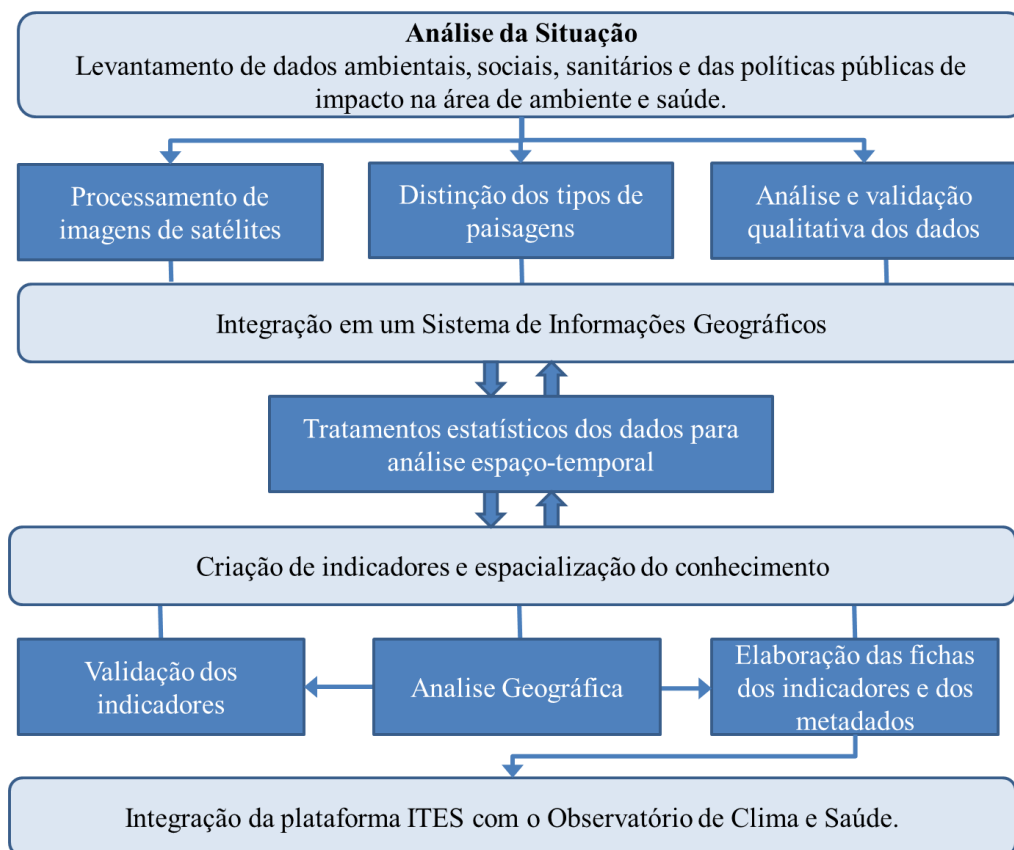 Análise da Situação
Levantamento de dados ambientais, sociais, sanitários e das políticas públicas de
impacto na área de ambiente e saúde.
Processamento de
imagens de satélites
Distinção dos tipos de
paisagens
Análise e validação
qualitativa dos dados
Integração em um Sistema de Informações Geográficos
Tratamentos estatísticos dos dados para
análise espaço-temporal
Criação de indicadores e espacialização do conhecimento
Validação dos
indicadores
Analise Geográfica
Elaboração das fichas
dos indicadores e dos
metadados
Integração da plataforma ITES com o Observatório de Clima e Saúde.